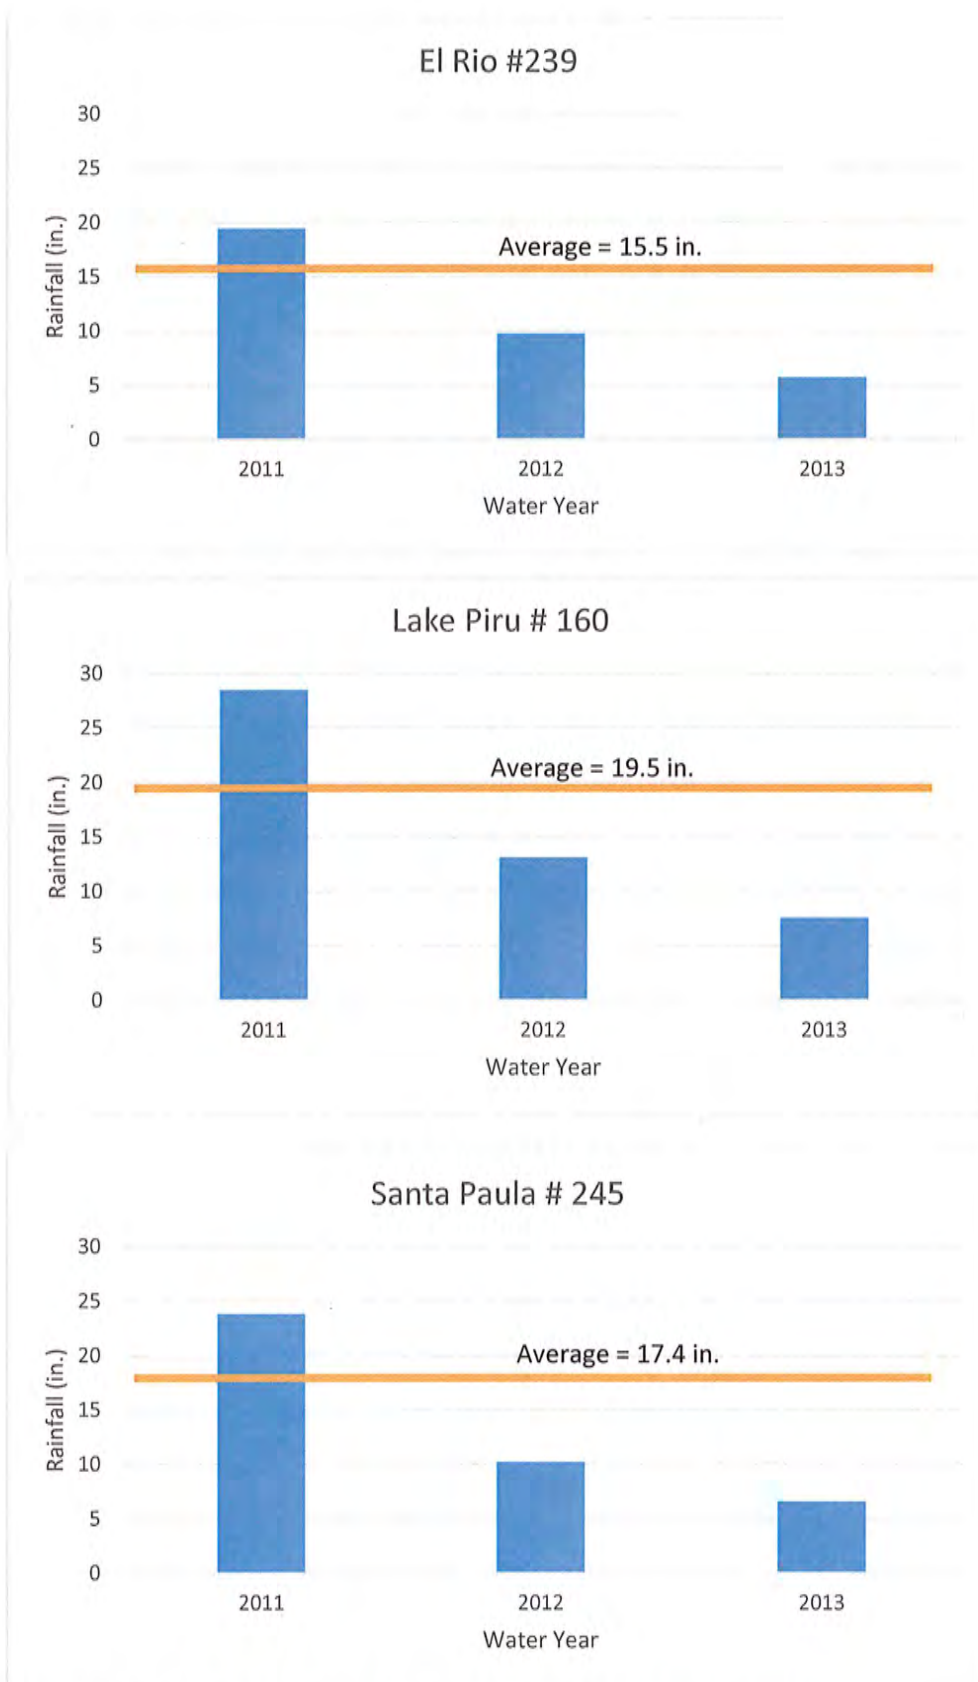 El Rio #239
30
25
20
15
10
5
0
Rainfall (in.)
Average = 15.5 in.
2011 2012 2013
Water Year
Lake Piru # 160
30
25
20
15
10
5
0
Rainfall (in.)
Average = 19.5 in.
2011 2012 2013
Water Year
Santa Paula # 245
30
25
20
15
10
5
0
Rainfall (in.)
Average = 17.4 in.
2011 2012 2013
Water Year